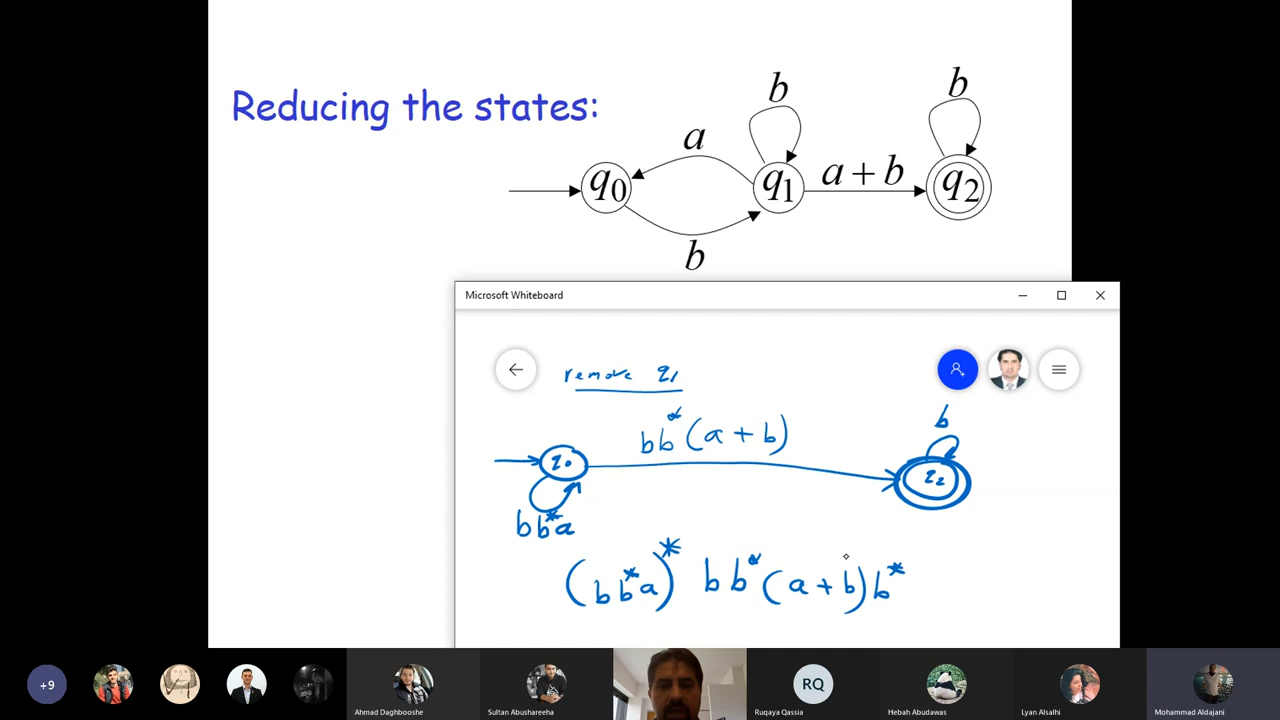 Reducing the states:
b
b
a
a + b
q0
q1
q2
b
Microsoft Whiteboard
remove q1
bb*(a + b)
b
q0
q2
bb*a
(bb*a)* bb*(a + b)b*
+9
RQ
Ahmad Daghbooshe
Sultan Abushareeha
Ruqaya Qassia
Hebah Abudawas
Lyan Alsalhi
Mohammad Aldajani